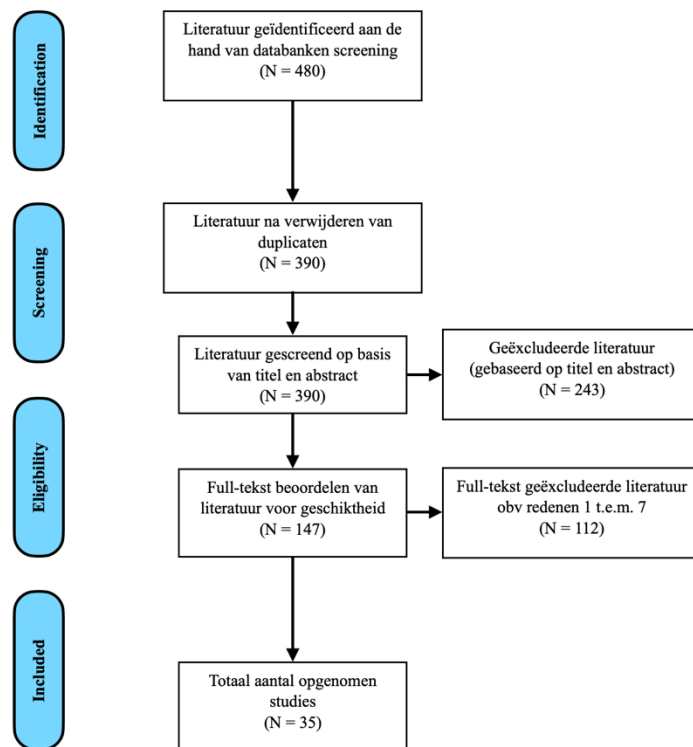 Identification
Literatuur geïdentificeerd aan de
hand van databanken screening
(N = 480)
Screening
Literatuur na verwijderen van
duplicaten
(N = 390)
Literatuur gescreend op basis
van titel en abstract
(N = 390)
Geëxcludeerde literatuur
(gebaseerd op titel en abstract)
(N = 243)
Eligibility
Full-tekst beoordelen van
literatuur voor geschiktheid
(N = 147)
Full-tekst geëxcludeerde literatuur
obv redenen 1 t.e.m. 7
(N = 112)
Included
Totaal aantal opgenomen
studies
(N = 35)